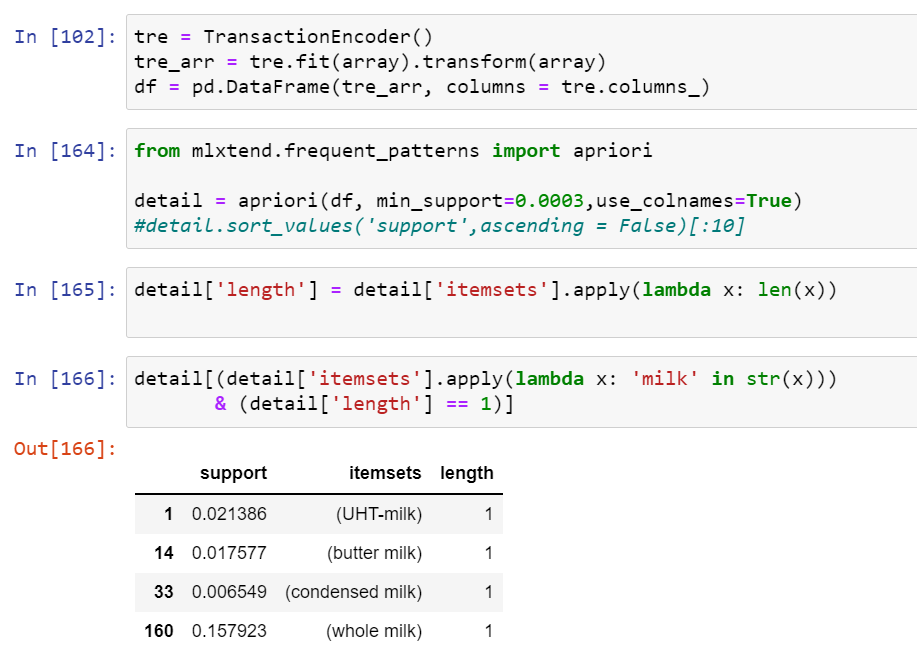 In [102]: tre = TransactionEncoder()
tre_arr = tre.fit(array).transform(array)
df = pd.DataFrame(tre_arr, columns = tre.columns_)
In [164]: from mlxtend.frequent_patterns import apriori
detail = apriori(df, min_support=0.0003,use_colnames=True)
#detail.sort_values('support',ascending = False)[:10]
In [165]: detail['length'] = detail['itemsets'].apply(lambda x: len(x))
In [166]: detail[(detail['itemsets'].apply(lambda x: 'milk' in str(x)))
& (detail['length'] == 1)]
Out[166]:
support itemsets length
1 0.021386 (UHT-milk) 1
14 0.017577 (butter milk) 1
33 0.006549 (condensed milk) 1
160 0.157923 (whole milk) 1